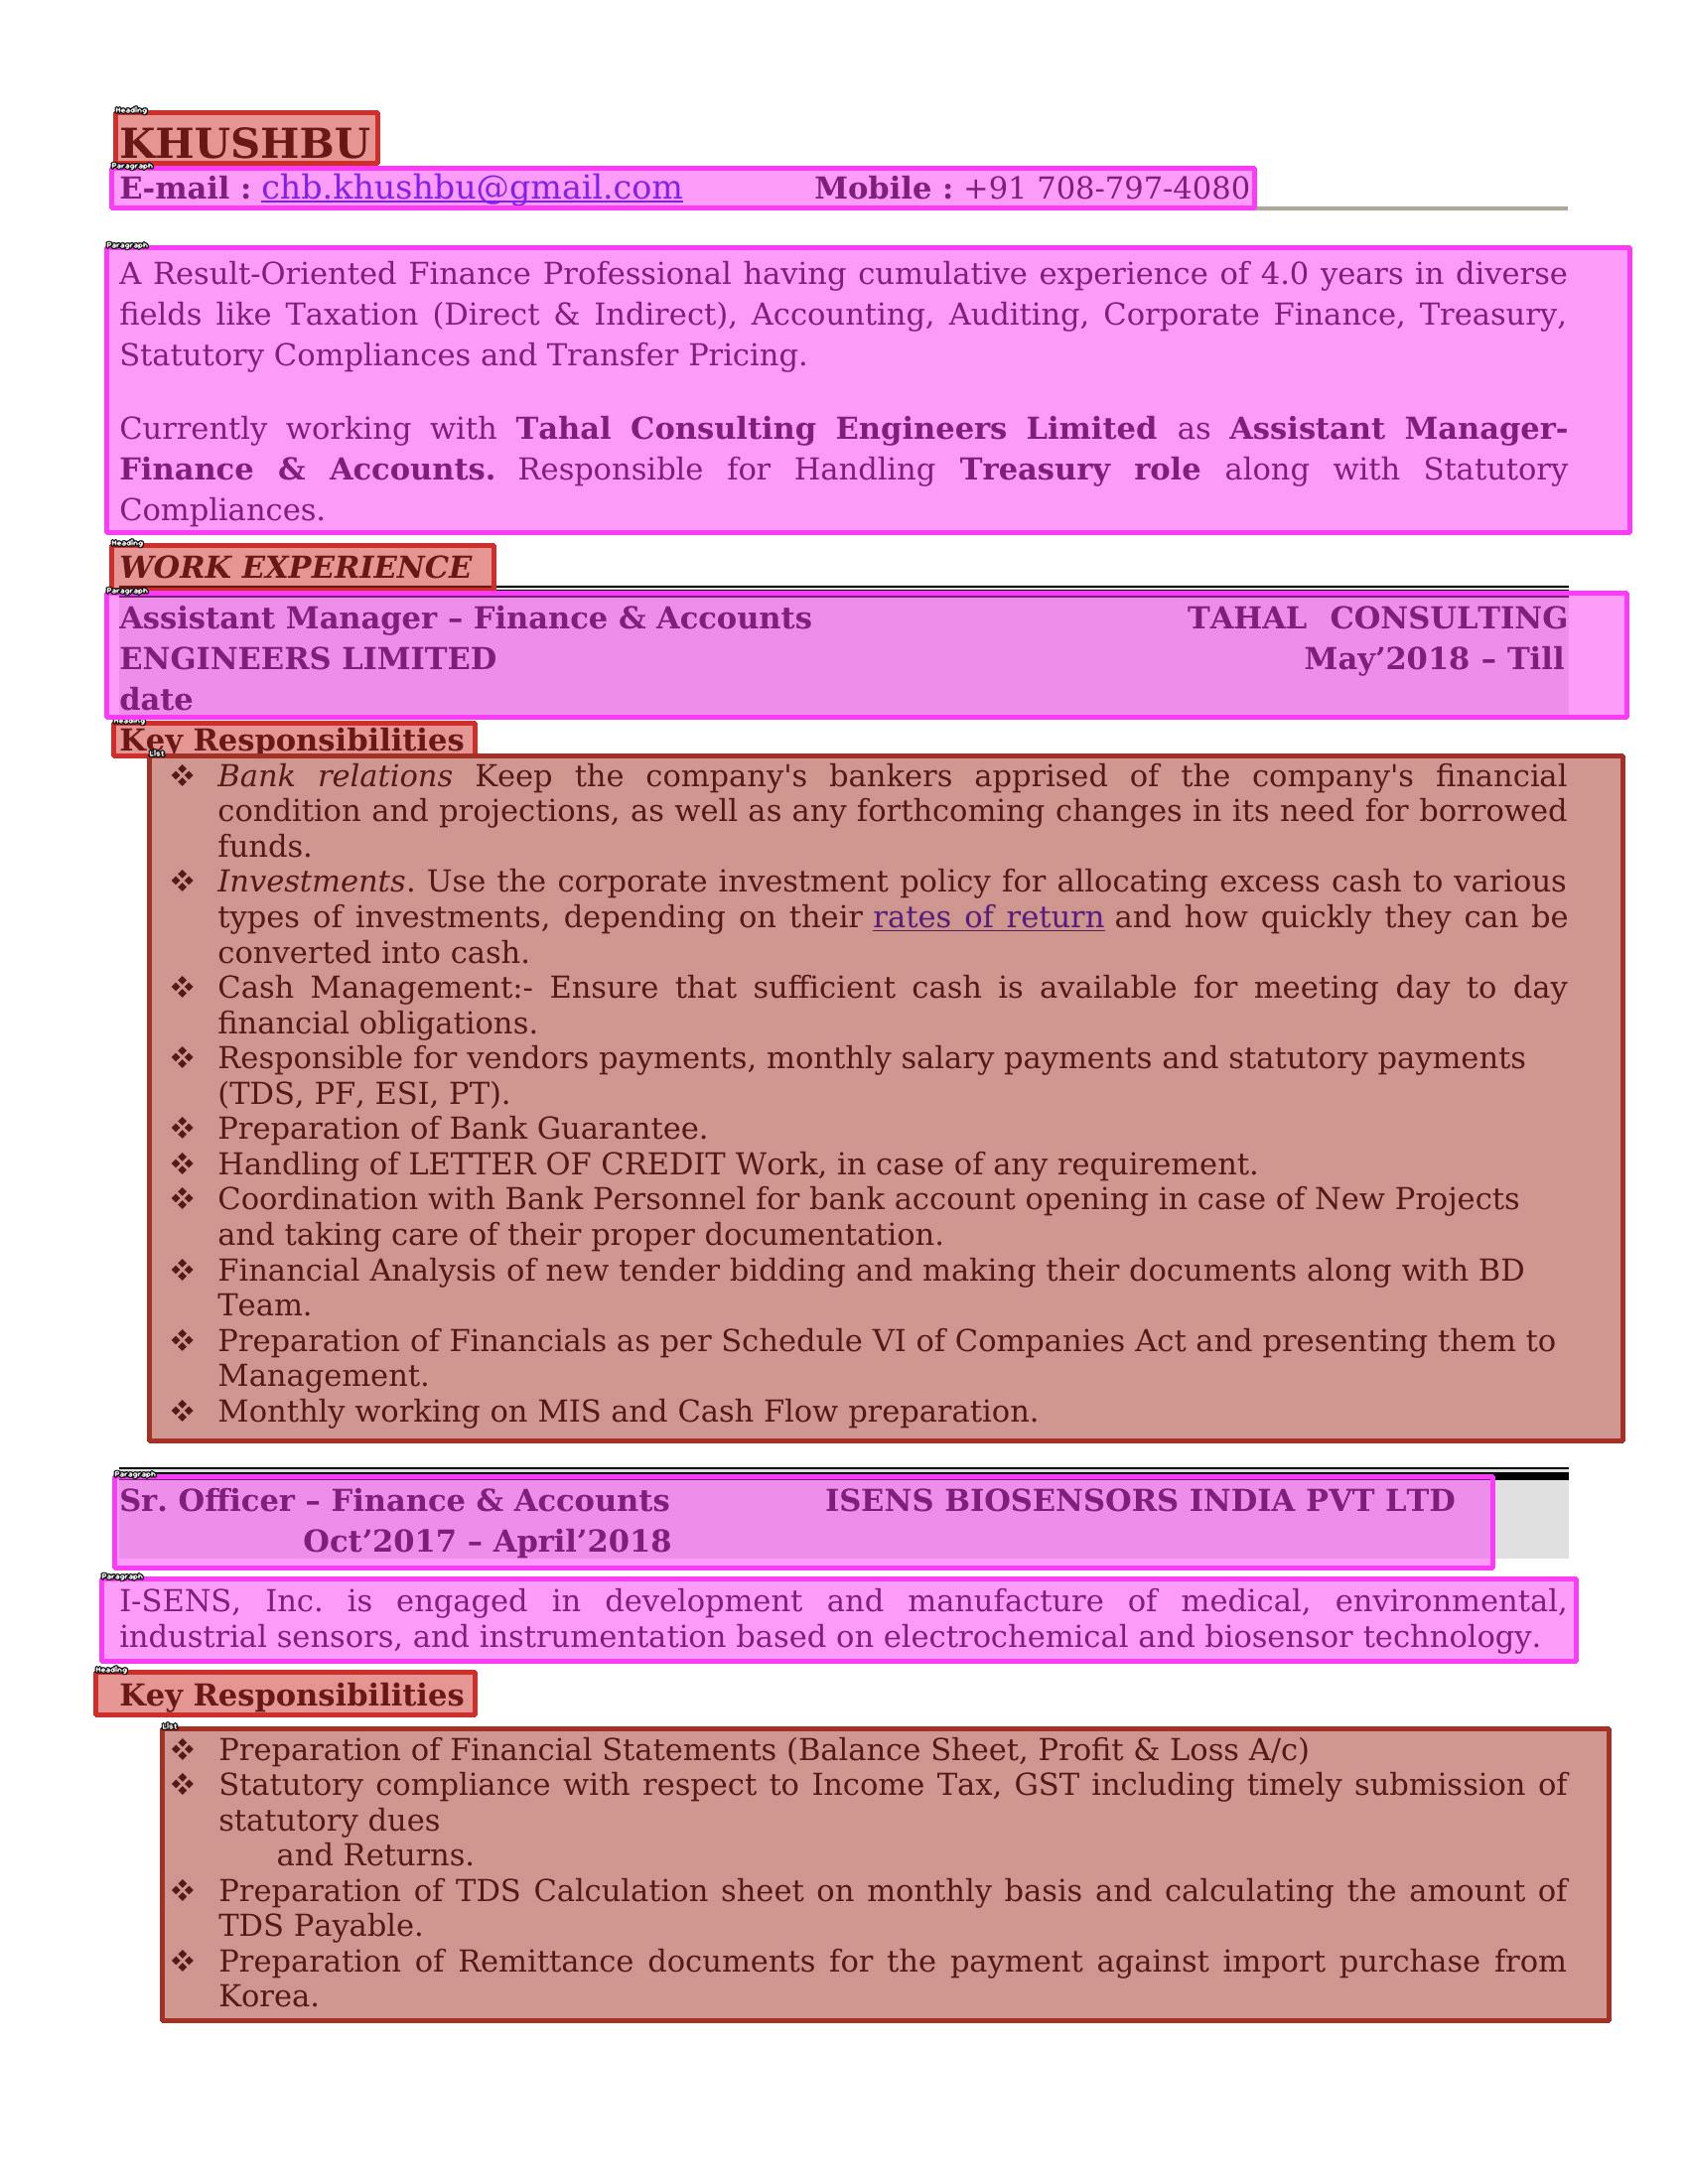 Heading
KHUSHBU
Paragraph
E-mail : chb.khushbu@gmail.com Mobile : +91 708-797-4080
Paragraph
A Result-Oriented Finance Professional having cumulative experience of 4.0 years in diverse
fields like Taxation (Direct & Indirect), Accounting, Auditing, Corporate Finance, Treasury,
Statutory Compliances and Transfer Pricing.
Currently working with Tahal Consulting Engineers Limited as Assistant Manager-
Finance & Accounts. Responsible for Handling Treasury role along with Statutory
Compliances.
Heading
WORK EXPERIENCE
Paragraph
Assistant Manager – Finance & Accounts TAHAL CONSULTING
ENGINEERS LIMITED May’2018 – Till
date
Heading
Key Responsibilities
List
❖ Bank relations Keep the company's bankers apprised of the company's financial
condition and projections, as well as any forthcoming changes in its need for borrowed
funds.
❖ Investments. Use the corporate investment policy for allocating excess cash to various
types of investments, depending on their rates of return and how quickly they can be
converted into cash.
❖ Cash Management:- Ensure that sufficient cash is available for meeting day to day
financial obligations.
❖ Responsible for vendors payments, monthly salary payments and statutory payments
(TDS, PF, ESI, PT).
❖ Preparation of Bank Guarantee.
❖ Handling of LETTER OF CREDIT Work, in case of any requirement.
❖ Coordination with Bank Personnel for bank account opening in case of New Projects
and taking care of their proper documentation.
❖ Financial Analysis of new tender bidding and making their documents along with BD
Team.
❖ Preparation of Financials as per Schedule VI of Companies Act and presenting them to
Management.
❖ Monthly working on MIS and Cash Flow preparation.
Paragraph
Sr. Officer – Finance & Accounts ISENS BIOSENSORS INDIA PVT LTD
Oct’2017 – April’2018
Paragraph
I-SENS, Inc. is engaged in development and manufacture of medical, environmental,
industrial sensors, and instrumentation based on electrochemical and biosensor technology.
Heading
Key Responsibilities
List
❖ Preparation of Financial Statements (Balance Sheet, Profit & Loss A/c)
❖ Statutory compliance with respect to Income Tax, GST including timely submission of
statutory dues
and Returns.
❖ Preparation of TDS Calculation sheet on monthly basis and calculating the amount of
TDS Payable.
❖ Preparation of Remittance documents for the payment against import purchase from
Korea.